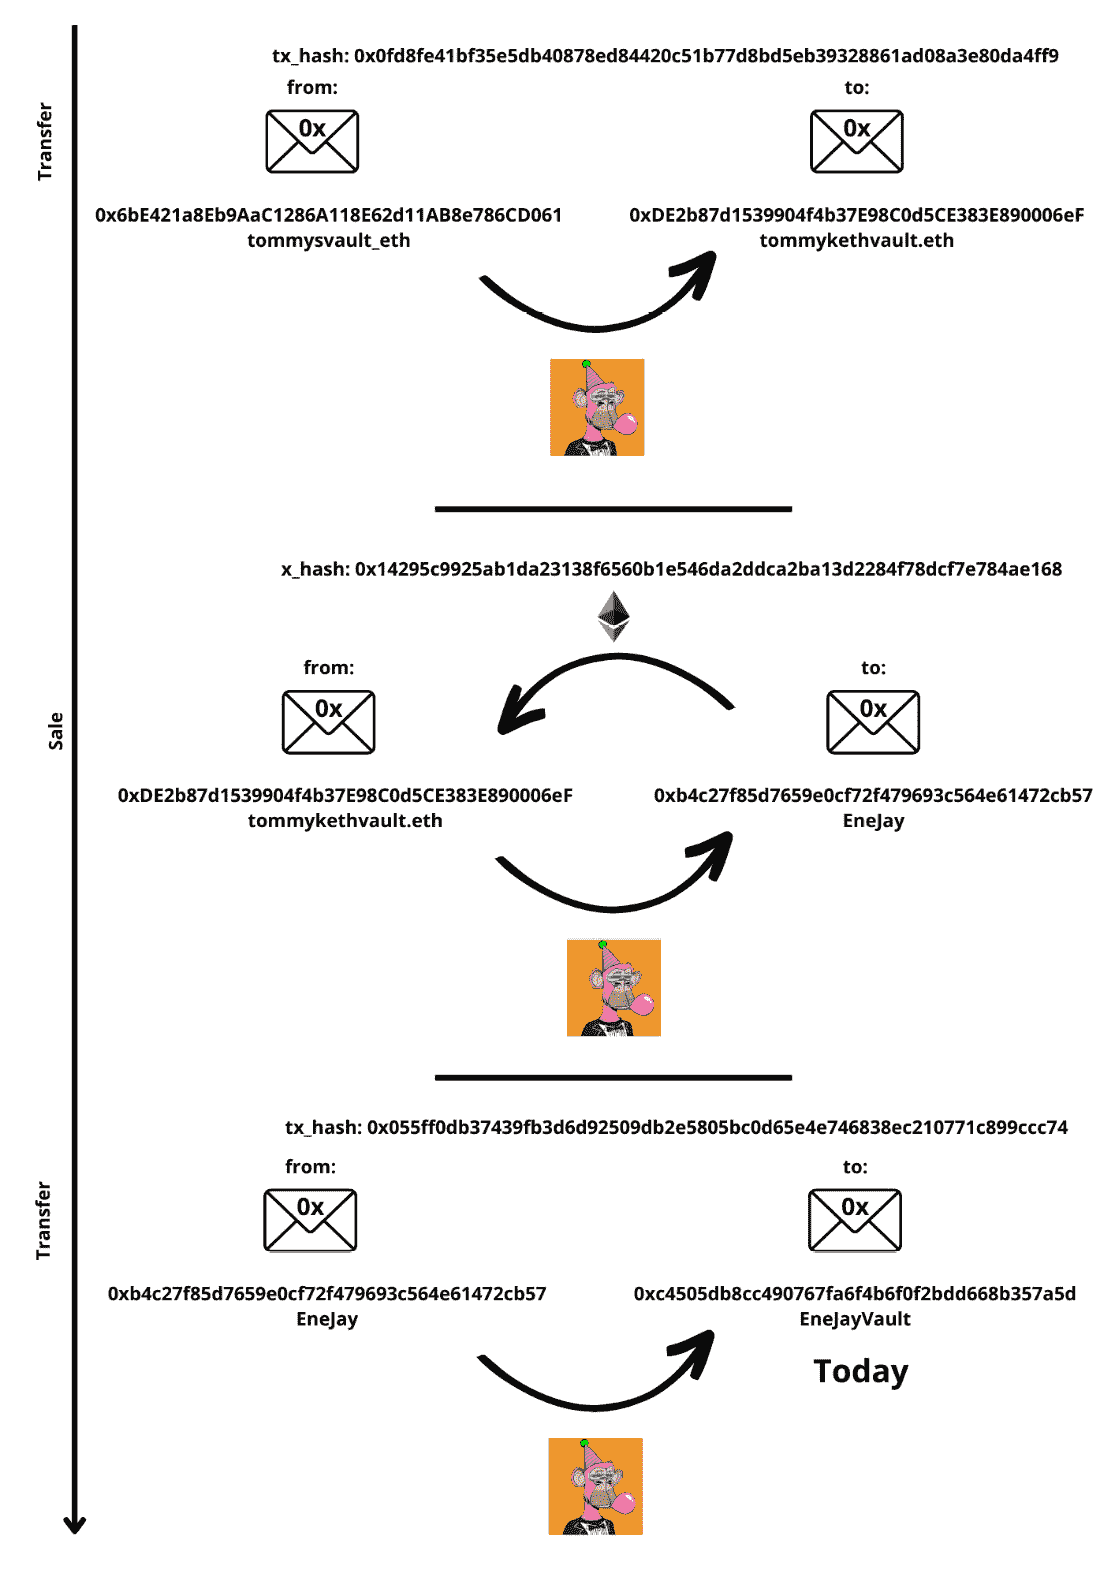 tx_hash: 0x0fd8fe41bf35e5db40878ed84420c51b77d8bd5eb39328861ad08a3e80da4ff9
from:
to:
Transfer
0x
0x
0x6bE421a8Eb9AaC1286A118E62d11AB8e786CD061
0xDE2b87d1539904f4b37E98C0d5CE383E890006eF
tommysvault_eth
tommykethvault.eth
x_hash: 0x14295c9925ab1da23138f6560b1e546da2ddca2ba13d2284f78dcf7e784ae168
from:
to:
Sale
0x
0x
0xDE2b87d1539904f4b37E98C0d5CE383E890006eF
0xb4c27f85d7659e0cf72f479693c564e61472cb57
tommykethvault.eth
EneJay
tx_hash: 0x055ff0db37439fb3d6d92509db2e5805bc0d65e4e746838ec210771c899ccc74
from:
to:
Transfer
0x
0x
0xb4c27f85d7659e0cf72f479693c564e61472cb57
0xc4505db8cc490767fa6f4b6f0f2bdd668b357a5d
EneJay
EneJayVault
Today